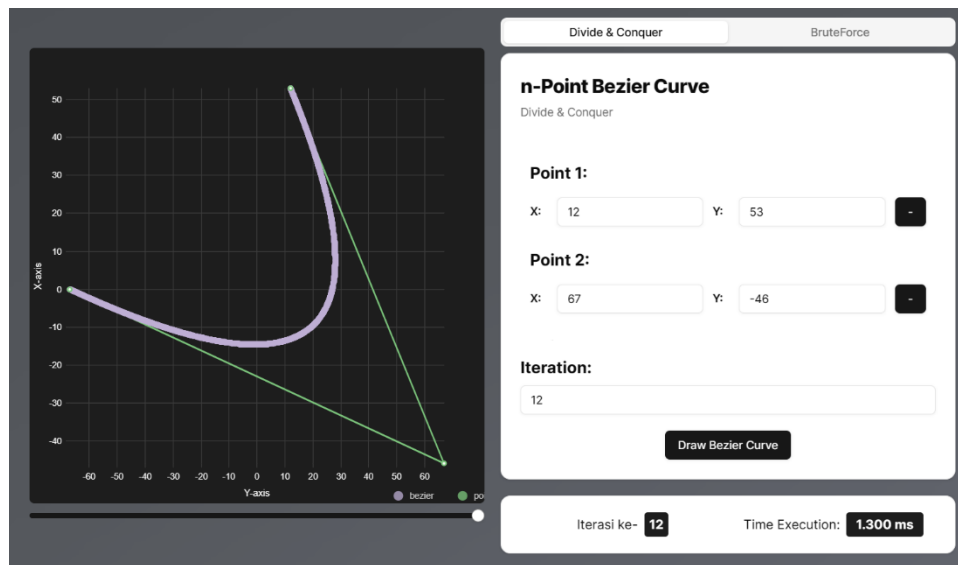 50
40
30
20
10
0
-10
-20
-30
-40
X-axis
-60 -50 -40 -30 -20 -10 0 10 20 30 40 50 60
Y-axis
bezier po
Divide & Conquer BruteForce
n-Point Bezier Curve
Divide & Conquer
Point 1:
X: 12 Y: 53 -
Point 2:
X: 67 Y: -46 -
Iteration:
12
Draw Bezier Curve
Iterasi ke- 12 Time Execution: 1.300 ms